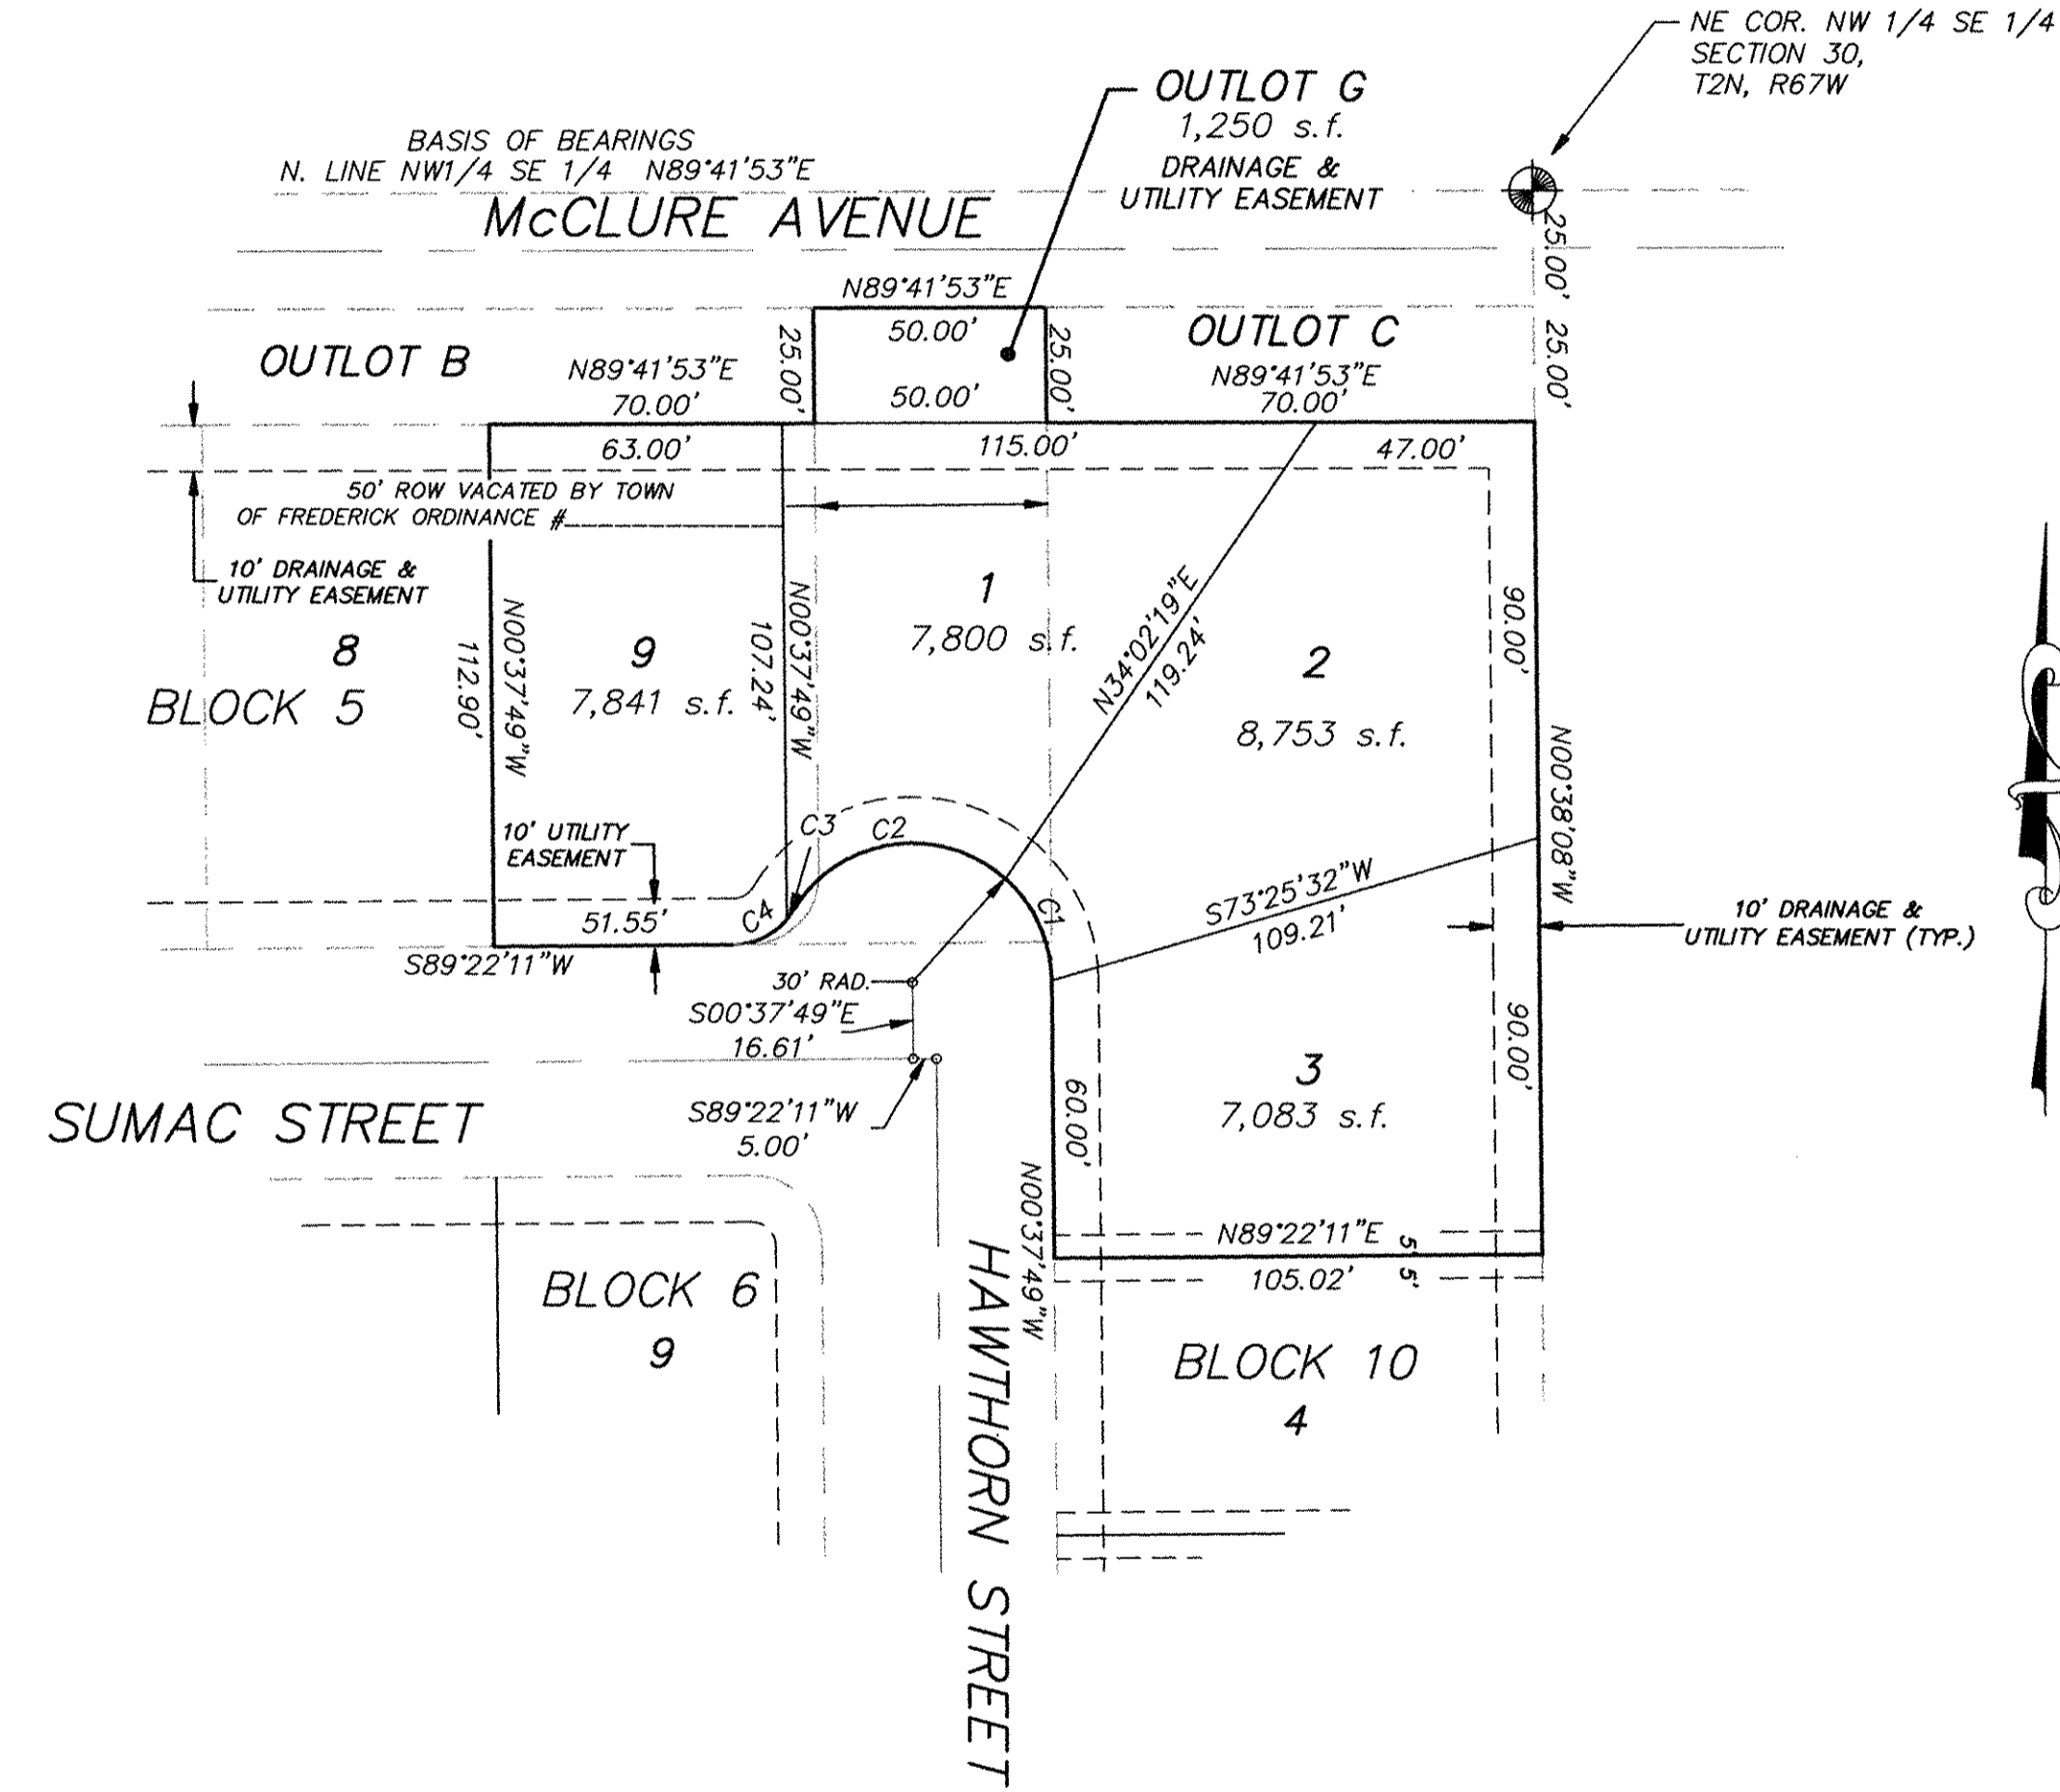 NE COR. NW 1/4 SE 1/4
SECTION 30,
T2N, R67W
OUTLOT G
1,250 s.f.
DRAINAGE &
UTILITY EASEMENT
BASIS OF BEARINGS
N. LINE NW1/4 SE 1/4 N89°41'53"E
McCLURE AVENUE
25.00'
25.00'
N89°41'53"E
50.00'
50.00'
25.00'
25.00'
OUTLOT B
N89°41'53"E
70.00'
OUTLOT C
N89°41'53"E
70.00'
63.00'
115.00'
47.00'
50' ROW VACATED BY TOWN
OF FREDERICK ORDINANCE #
10' DRAINAGE &
UTILITY EASEMENT
8
BLOCK 5
112.90'
N00°37'49"W
9
7,841 s.f.
107.24'
N00°37'49"W
1
7,800 s.f.
N34°02'19"E
119.24'
2
8,753 s.f.
90.00'
N00°38'08"W
10' UTILITY
EASEMENT
C3
C2
C4
C1
51.55'
S89°22'11"W
S73°25'32"W
109.21'
10' DRAINAGE &
UTILITY EASEMENT (TYP.)
30' RAD.
S00°37'49"E
16.61'
S89°22'11"W
5.00'
SUMAC STREET
60.00'
N00°37'49"W
3
7,083 s.f.
90.00'
N89°22'11"E
5'
105.02'
5'
BLOCK 6
9
HAWTHORN STREET
BLOCK 10
4